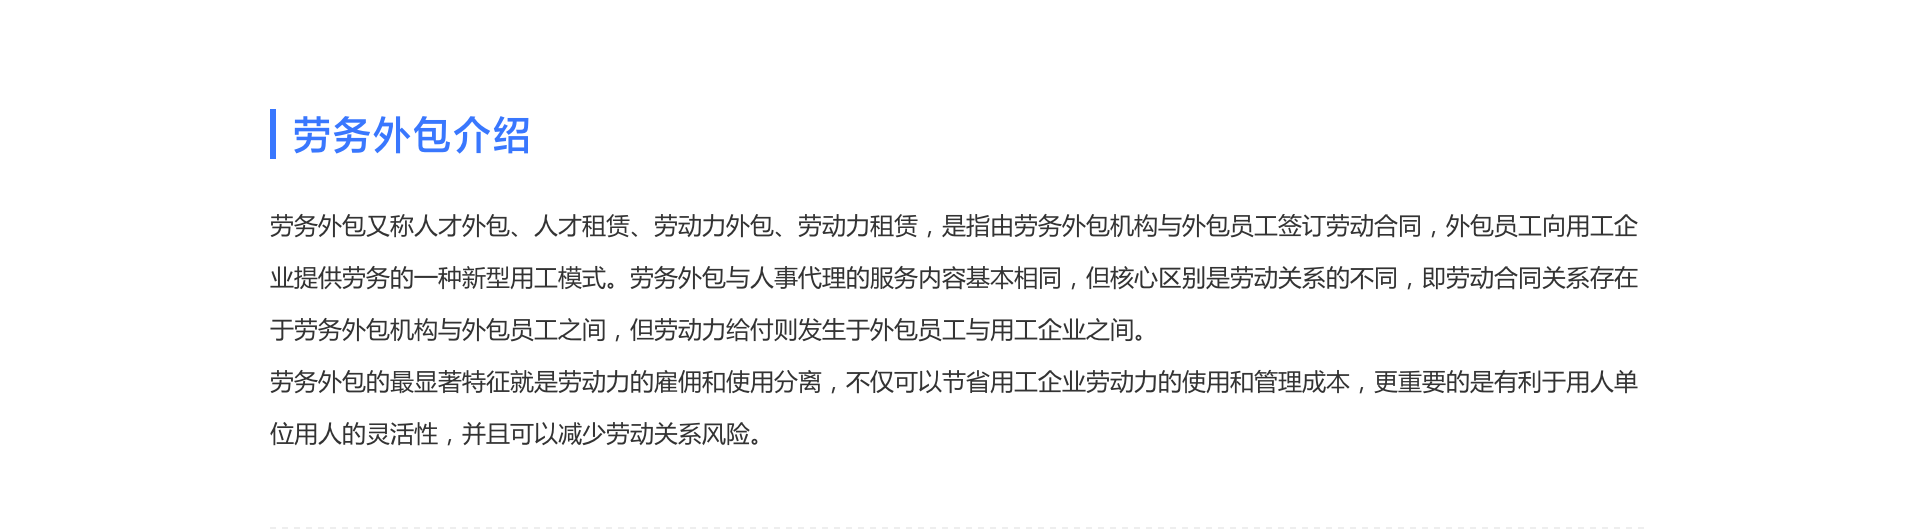 劳务外包介绍
劳务外包又称人才外包、人才租赁、劳动力外包、劳动力租赁，是指由劳务外包机构与外包员工签订劳动合同，外包员工向用工企
业提供劳务的一种新型用工模式。劳务外包与人事代理的服务内容基本相同，但核心区别是劳动关系的不同，即劳动合同关系存在
于劳务外包机构与外包员工之间，但劳动力给付则发生于外包员工与用工企业之间。
劳务外包的最显著特征就是劳动力的雇佣和使用分离，不仅可以节省用工企业劳动力的使用和管理成本，更重要的是有利于用人单
位用人的灵活性，并且可以减少劳动关系风险。